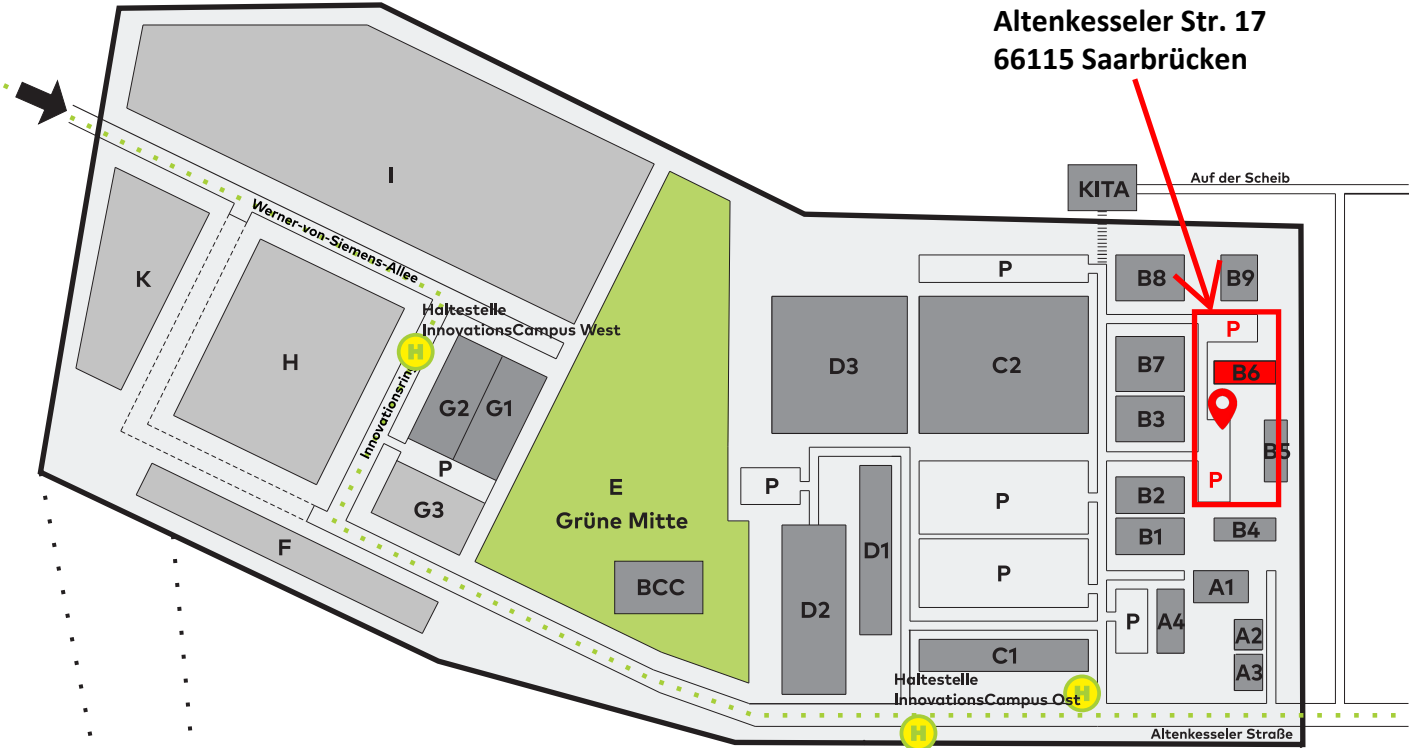 Altenkesseler Str. 17
66115 Saarbrücken
KITA
Auf der Scheib
I
Werner-von-Siemens-Allee
K
H
Haltestelle
InnovationsCampus West
H
Innovationsring
G2
G1
P
G3
F
E
Grüne Mitte
BCC
P
B8
B9
P
D3
C2
B7
B6
B3
B5
P
P
P
B2
B4
B1
D1
P
A1
D2
P
A4
A2
C1
A3
Haltestelle
InnovationsCampus Ost
H
H
Altenkesseler Straße